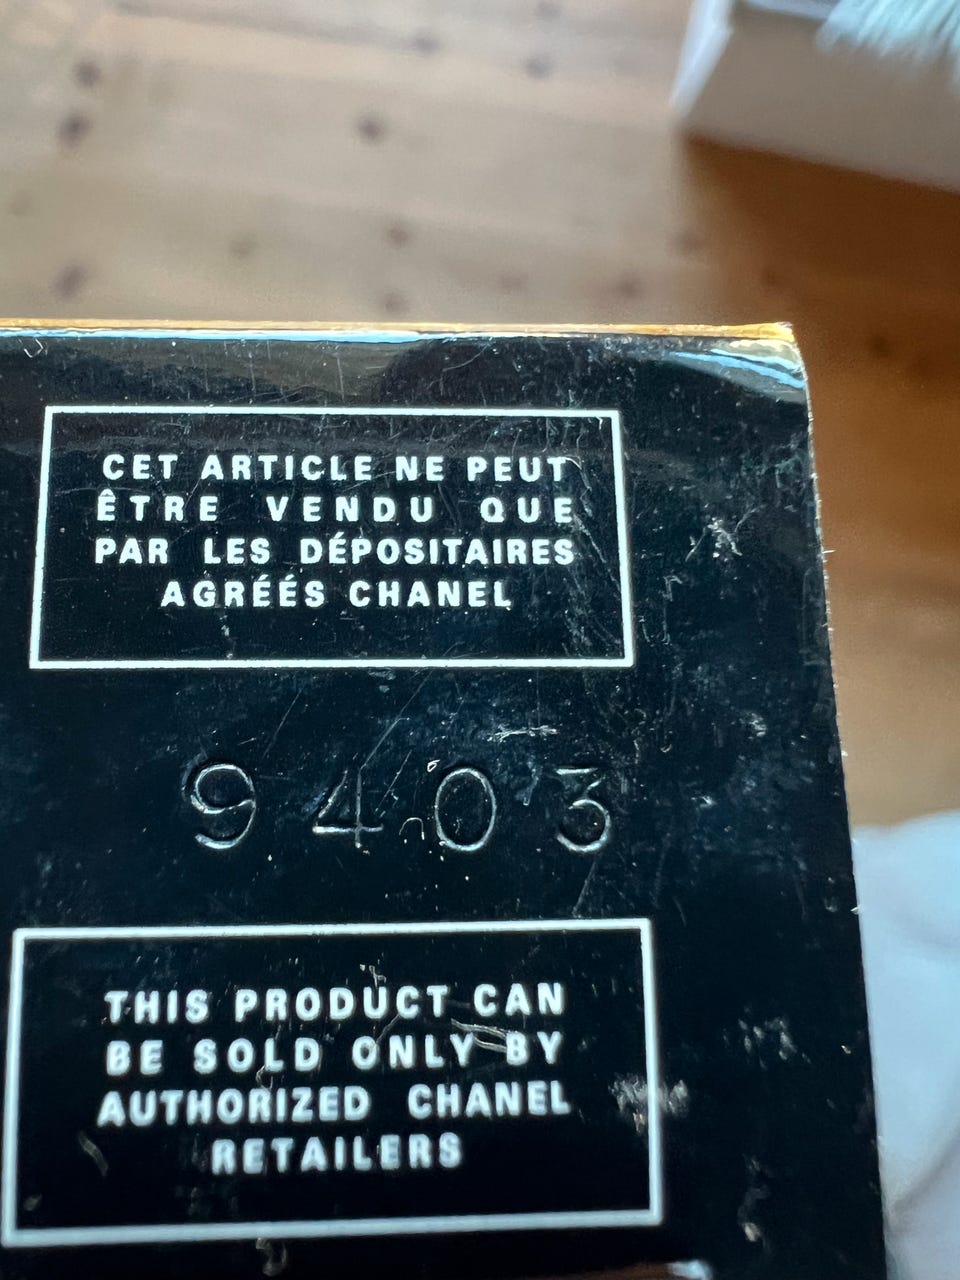 CET ARTICLE NE PEUT
ÊTRE VENDU QUE
PAR LES DÉPOSITAIRES
AGRÉÉS CHANEL
9403
THIS PRODUCT CAN
BE SOLD ONLY BY
AUTHORIZED CHANEL
RETAILERS